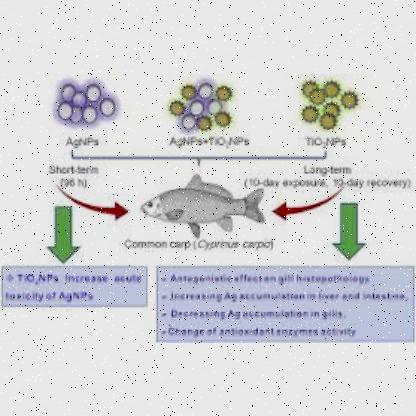 AgNPs
AgNPs+TiO₂NPs
TiO₂NPs
Short-term
(96 h)
Long-term
(10-day exposure, 10-day recovery)
Common carp (Cyprinus carpio)
TiO₂NPs increase acute
toxicity of AgNPs
Antagonistic effect on gill histopathology
Increasing Ag accumulation in liver and intestine
Decreasing Ag accumulation in gills
Change of antioxidant enzymes activity